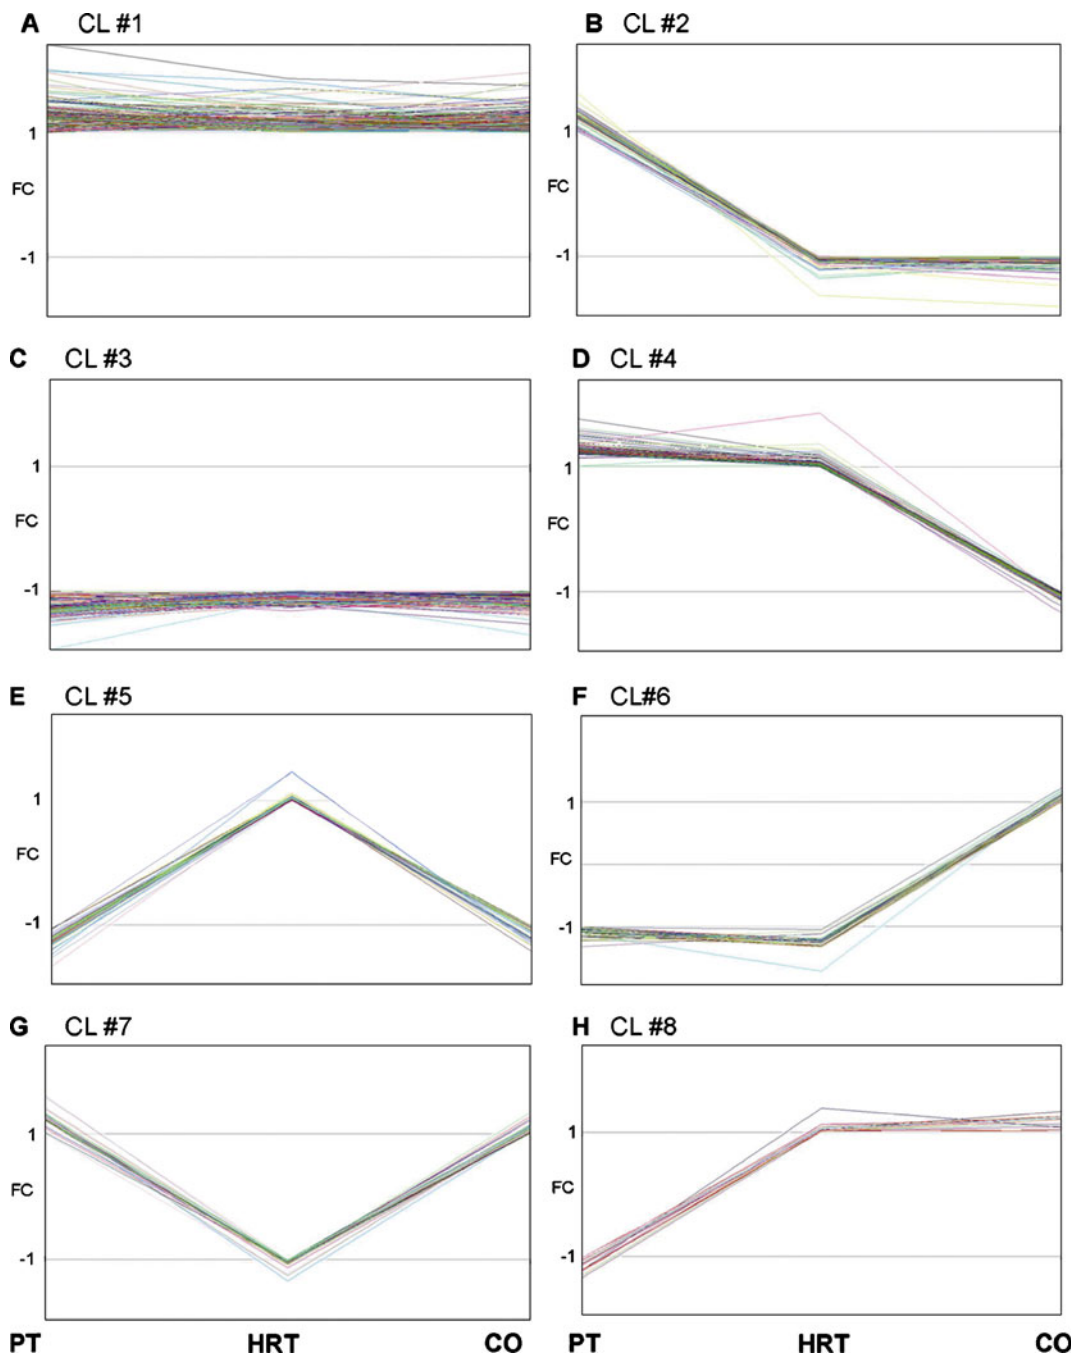 A CL #1
B CL #2
1
1
FC
FC
-1
-1
C CL #3
D CL #4
1
1
FC
FC
-1
-1
E CL #5
F CL#6
1
1
FC
FC
-1
-1
G CL #7
H CL #8
1
1
FC
FC
-1
-1
PT HRT CO
PT HRT CO